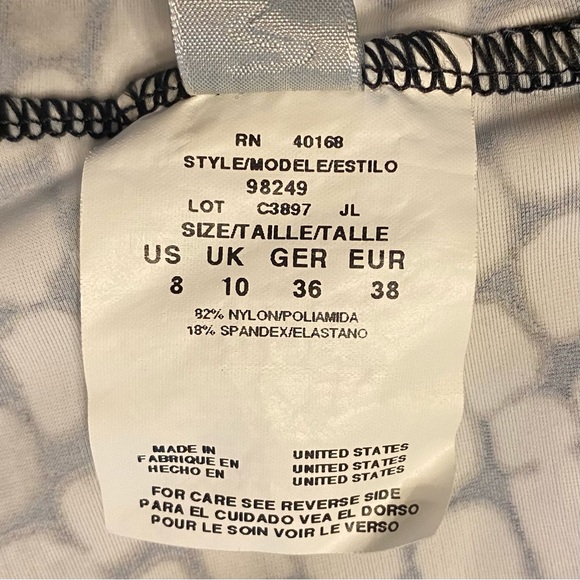 RN 40168
STYLE/MODELE/ESTILO
98249
LOT C3897 JL
SIZE/TAILLE/TALLE
US UK GER EUR
8 10 36 38
82% NYLON/POLIAMIDA
18% SPANDEX/ELASTANO
MADE IN UNITED STATES
FABRIQUE EN UNITED STATES
HECHO EN UNITED STATES
FOR CARE SEE REVERSE SIDE
PARA EL CUIDADO VEA EL DORSO
POUR LE SOIN VOIR LE VERSO